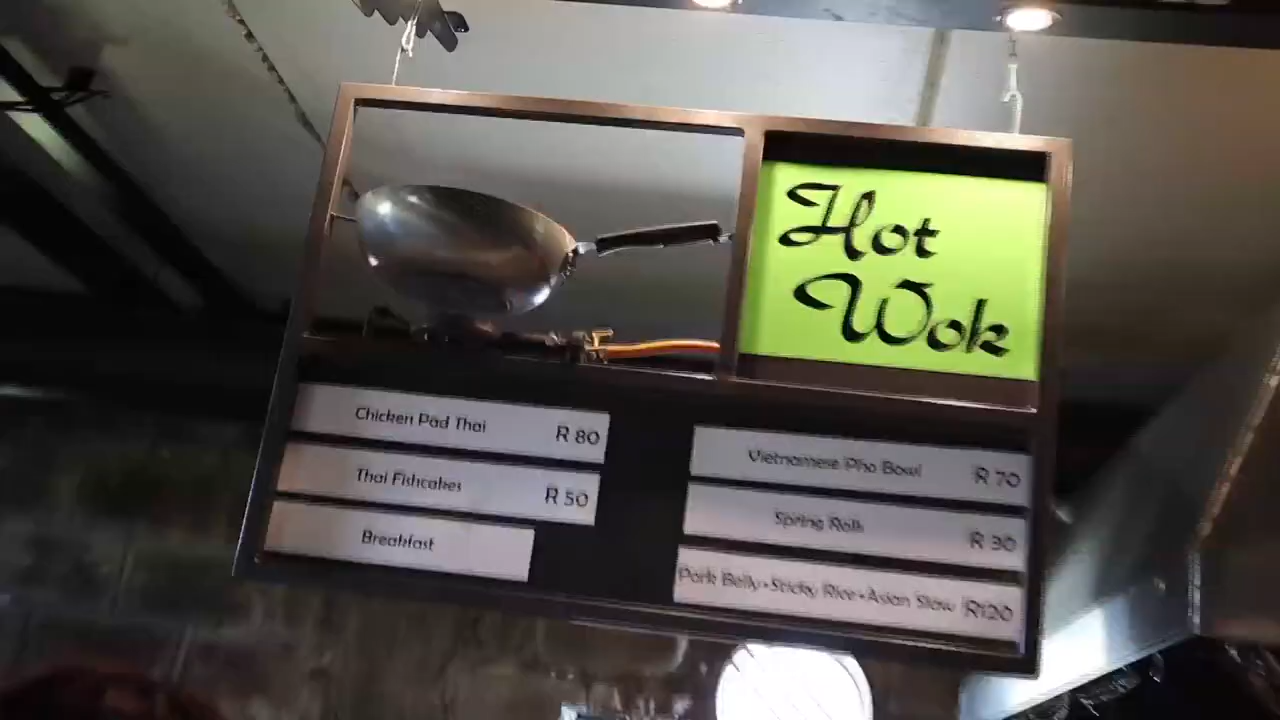 Hot
Wok
Chicken Pad Thai R 80
Thai Fishcakes R 50
Breakfast
Vietnamese Pho Bowl R 70
Spring Rolls R 30
Pork Belly•Sticky Rice•Asian Slaw R120